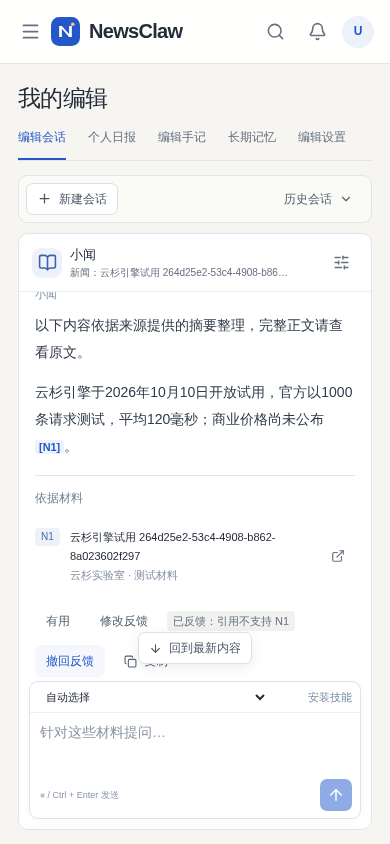 NewsClaw
U
我的编辑
编辑会话 个人日报 编辑手记 长期记忆 编辑设置
新建会话 历史会话
小闻
新闻：云杉引擎试用 264d25e2-53c4-4908-b86…
小闻
以下内容依据来源提供的摘要整理，完整正文请查
看原文。
云杉引擎于2026年10月10日开放试用，官方以1000
条请求测试，平均120毫秒；商业价格尚未公布
[N1] 。
依据材料
N1 云杉引擎试用 264d25e2-53c4-4908-b862-
8a023602f297
云杉实验室 · 测试材料
有用 修改反馈 已反馈：引用不支持 N1
回到最新内容
撤回反馈
自动选择 安装技能
针对这些材料提问…
⌘ / Ctrl + Enter 发送